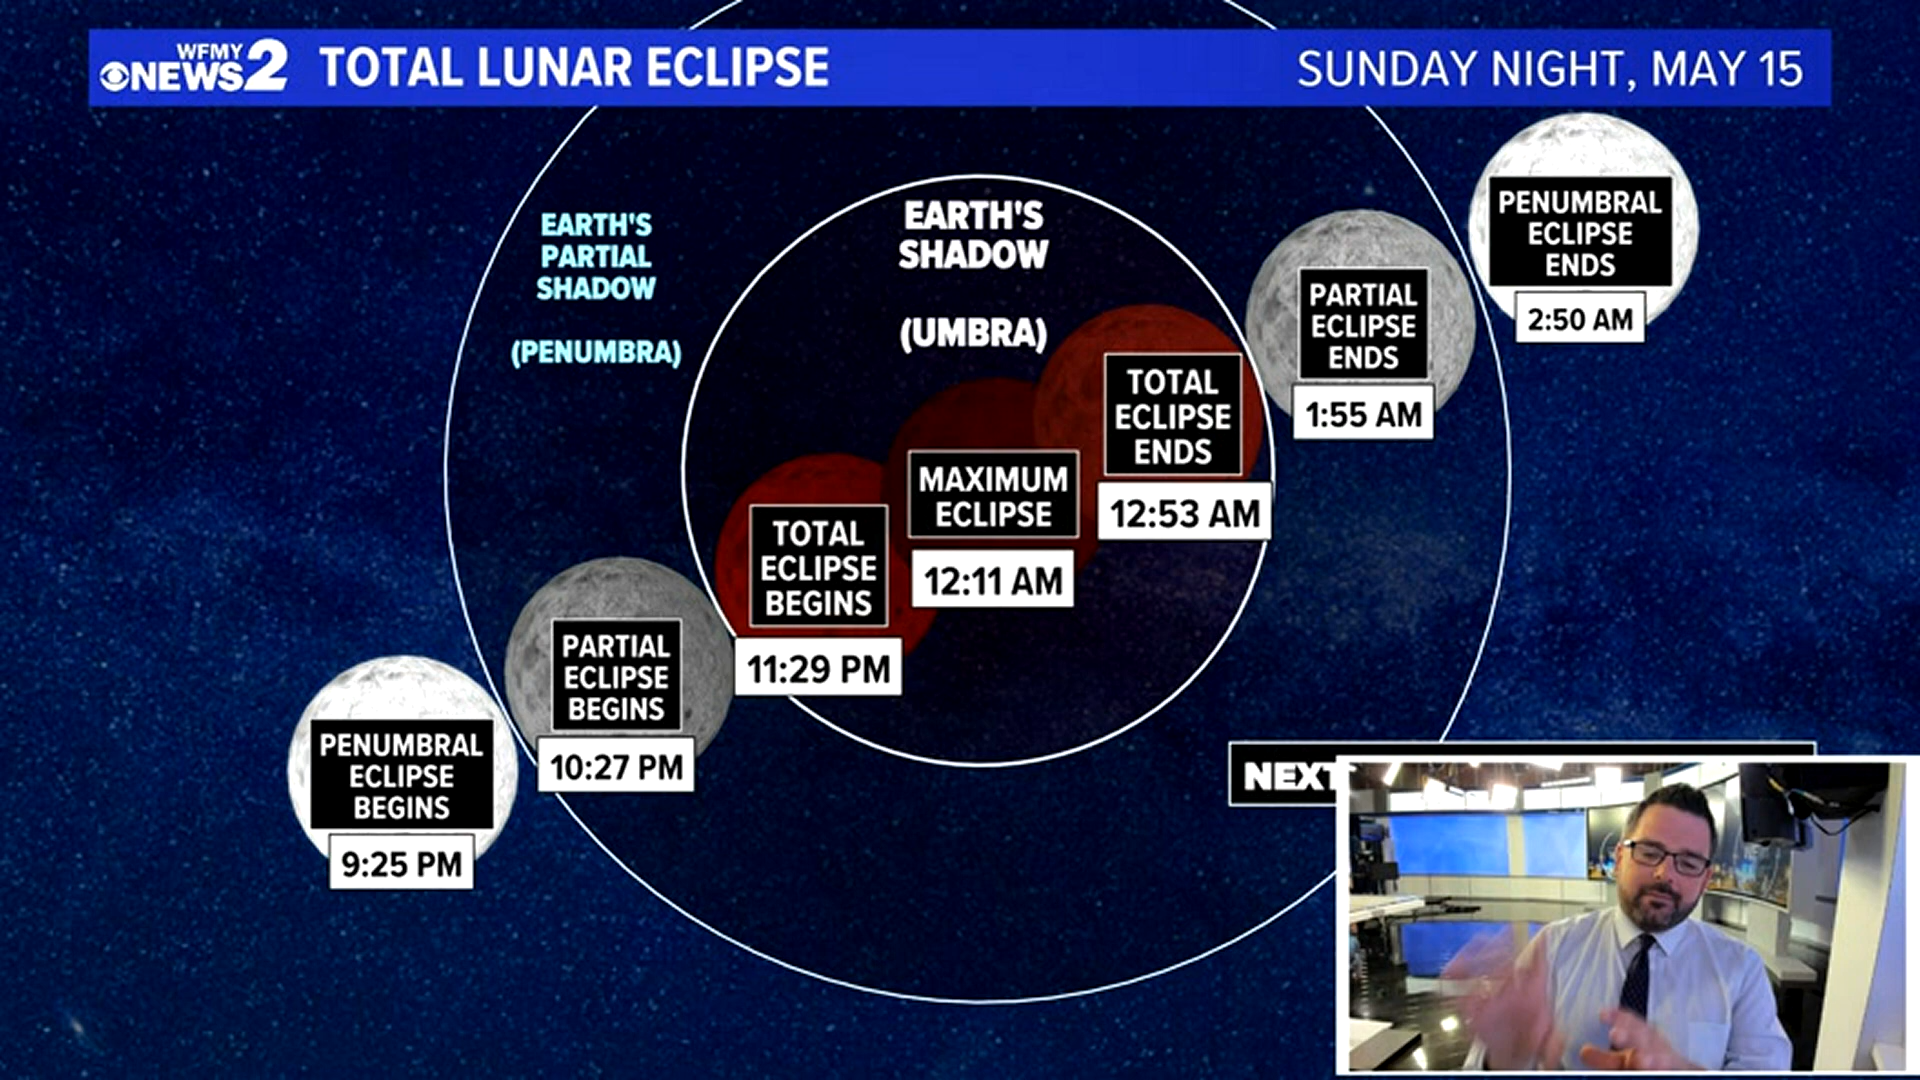 WFMY
NEWS 2
TOTAL LUNAR ECLIPSE
SUNDAY NIGHT, MAY 15
EARTH'S
PARTIAL
SHADOW
(PENUMBRA)
EARTH'S
SHADOW
(UMBRA)
PENUMBRAL
ECLIPSE
BEGINS
9:25 PM
PARTIAL
ECLIPSE
BEGINS
10:27 PM
TOTAL
ECLIPSE
BEGINS
11:29 PM
MAXIMUM
ECLIPSE
12:11 AM
TOTAL
ECLIPSE
ENDS
12:53 AM
PARTIAL
ECLIPSE
ENDS
1:55 AM
PENUMBRAL
ECLIPSE
ENDS
2:50 AM
NEXT